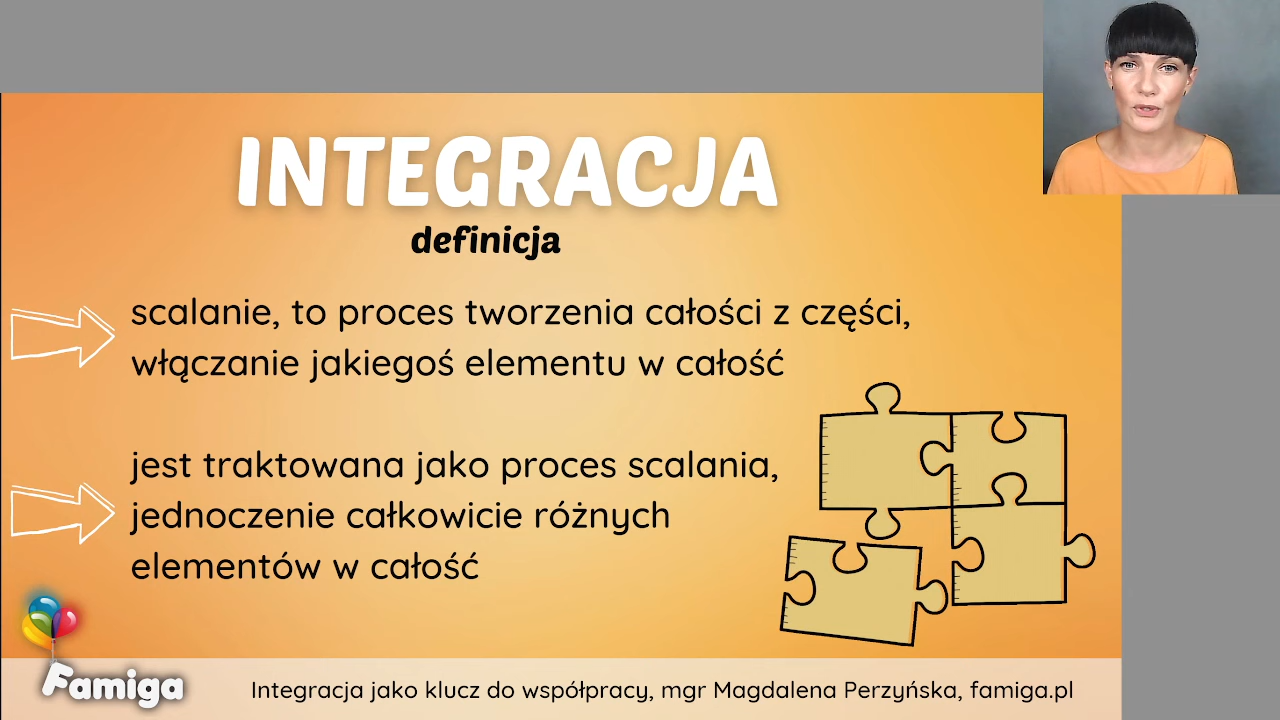 INTEGRACJA
definicja
scalanie, to proces tworzenia całości z części,
włączanie jakiegoś elementu w całość
jest traktowana jako proces scalania,
jednoczenie całkowicie różnych
elementów w całość
Famiga
Integracja jako klucz do współpracy, mgr Magdalena Perzyńska, famiga.pl